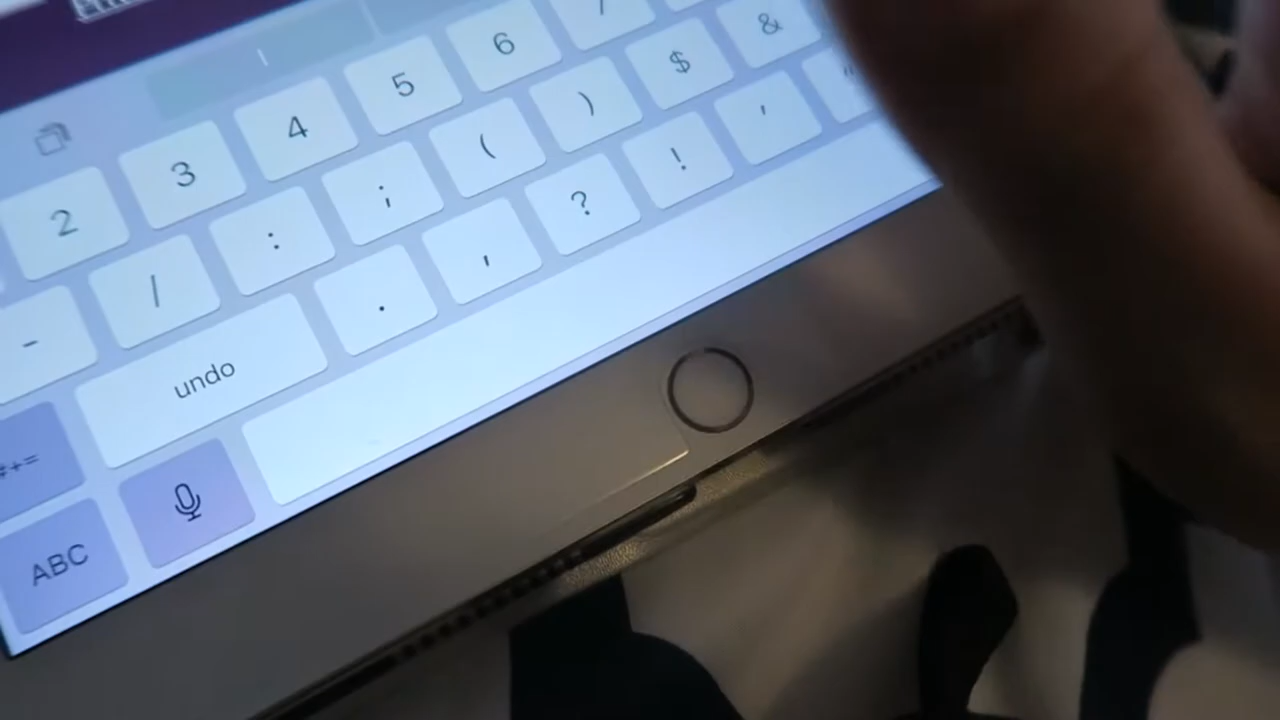 2 3 4 5 6
- / : ; ( ) $ &
undo . , ? ! '
#+=
ABC